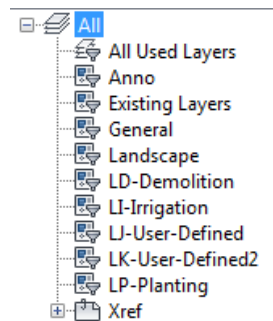 All
All Used Layers
Anno
Existing Layers
General
Landscape
LD-Demolition
LI-Irrigation
LJ-User-Defined
LK-User-Defined2
LP-Planting
Xref